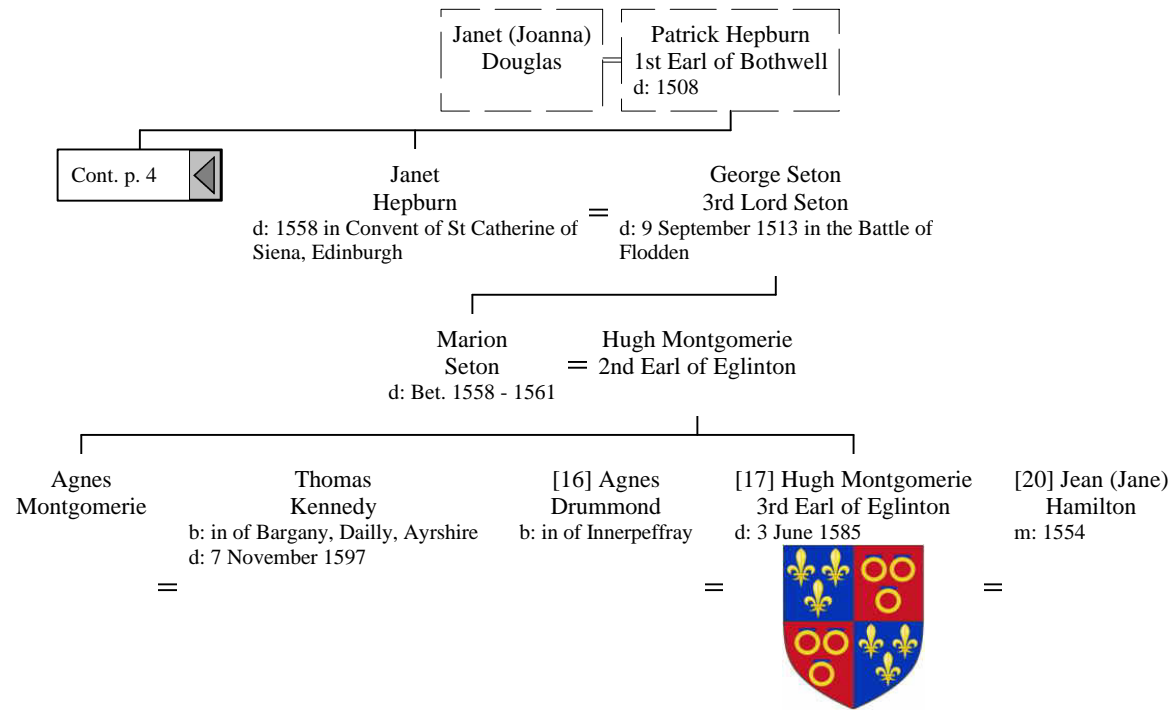 Janet (Joanna)
Douglas
=
Patrick Hepburn
1st Earl of Bothwell
d: 1508
Cont. p. 4
Janet
Hepburn
d: 1558 in Convent of St Catherine of
Siena, Edinburgh
=
George Seton
3rd Lord Seton
d: 9 September 1513 in the Battle of
Flodden
Marion
Seton
d: Bet. 1558 - 1561
=
Hugh Montgomerie
2nd Earl of Eglinton
Agnes
Montgomerie
=
Thomas
Kennedy
b: in of Bargany, Dailly, Ayrshire
d: 7 November 1597
[16] Agnes
Drummond
b: in of Innerpeffray
=
[17] Hugh Montgomerie
3rd Earl of Eglinton
d: 3 June 1585
=
[20] Jean (Jane)
Hamilton
m: 1554